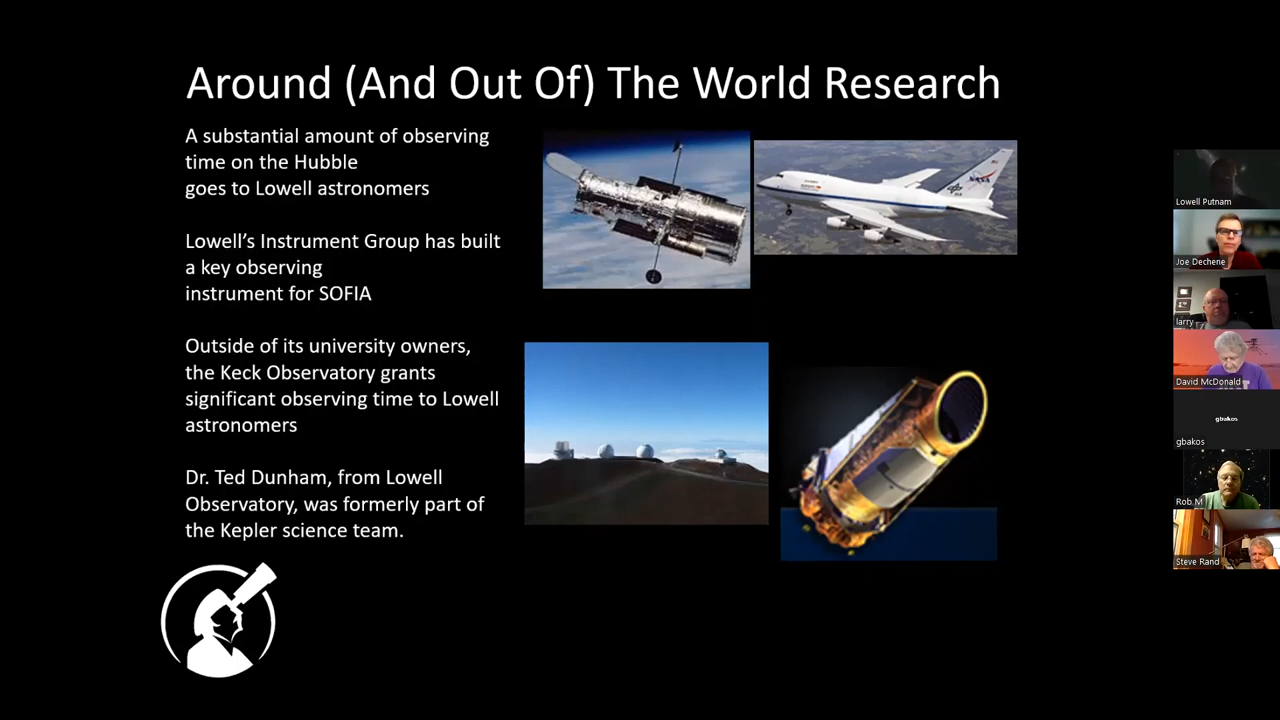 Around (And Out Of) The World Research
A substantial amount of observing
time on the Hubble
goes to Lowell astronomers
Lowell’s Instrument Group has built
a key observing
instrument for SOFIA
Outside of its university owners,
the Keck Observatory grants
significant observing time to Lowell
astronomers
Dr. Ted Dunham, from Lowell
Observatory, was formerly part of
the Kepler science team.
NASA
Lowell Putnam
Joe Dechene
larry
David McDonald
gbakos
gbakos
Rob M
Steve Rand